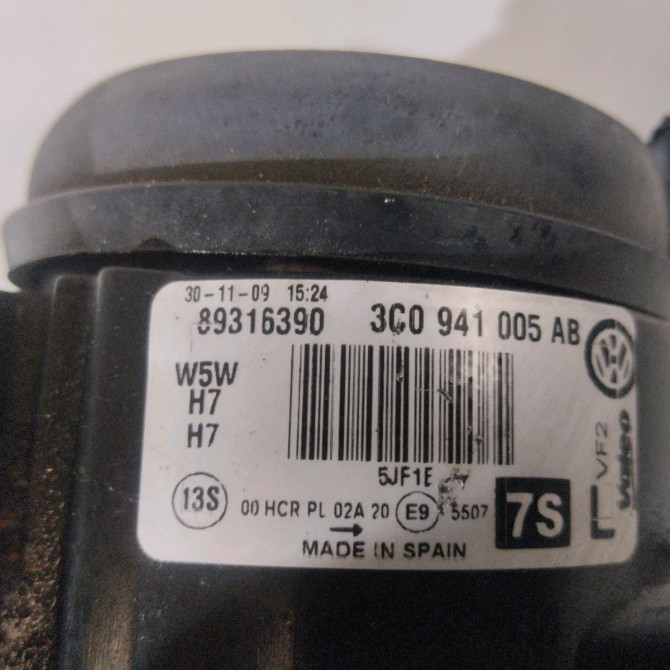 30-11-09 15:24
89316390 3C0 941 005 AB
W5W
H7
H7
5JF1E
13S 00 HCR PL 02A 20 E9 5507 7S
→
MADE IN SPAIN
L VF2
Valeo